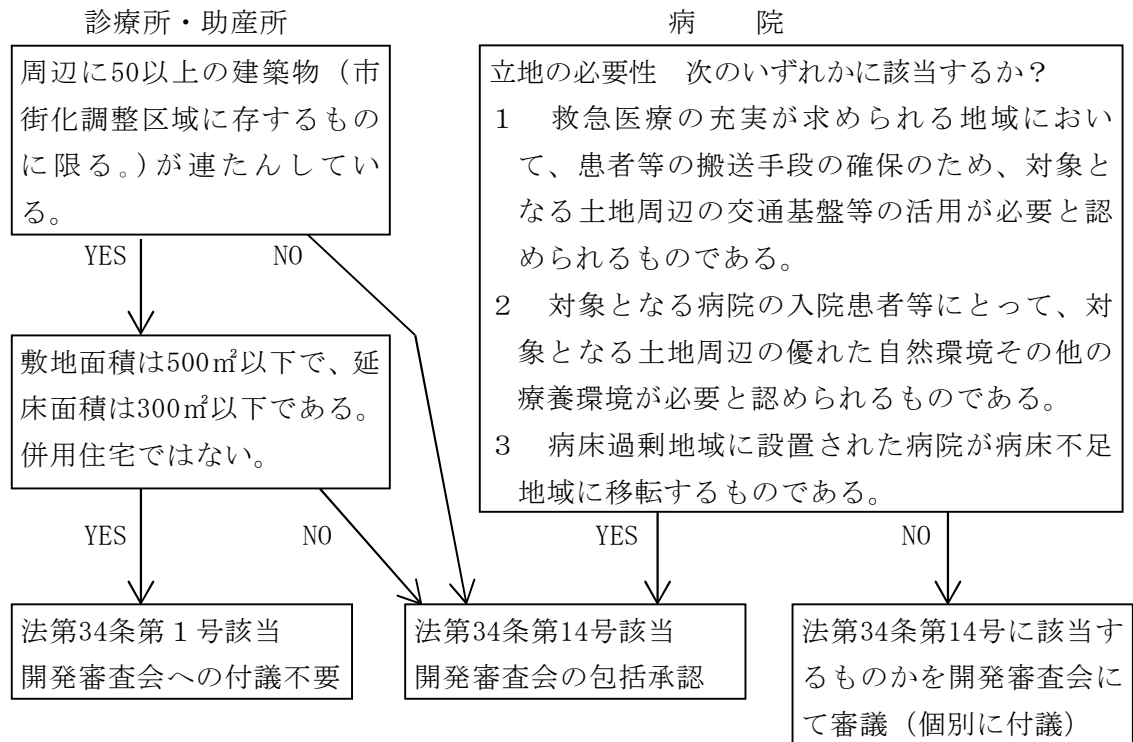 診療所・助産所
周辺に50以上の建築物（市
街化調整区域に存するもの
に限る。）が連たんしてい
る。
YES
NO
敷地面積は500㎡以下で、延
床面積は300㎡以下である。
併用住宅ではない。
YES
NO
法第34条第１号該当
開発審査会への付議不要
病　　院
立地の必要性　次のいずれかに該当するか？
１　救急医療の充実が求められる地域におい
て、患者等の搬送手段の確保のため、対象と
なる土地周辺の交通基盤等の活用が必要と認
められるものである。
２　対象となる病院の入院患者等にとって、対
象となる土地周辺の優れた自然環境その他の
療養環境が必要と認められるものである。
３　病床過剰地域に設置された病院が病床不足
地域に移転するものである。
YES
NO
法第34条第14号該当
開発審査会の包括承認
法第34条第14号に該当す
るものかを開発審査会に
て審議（個別に付議）